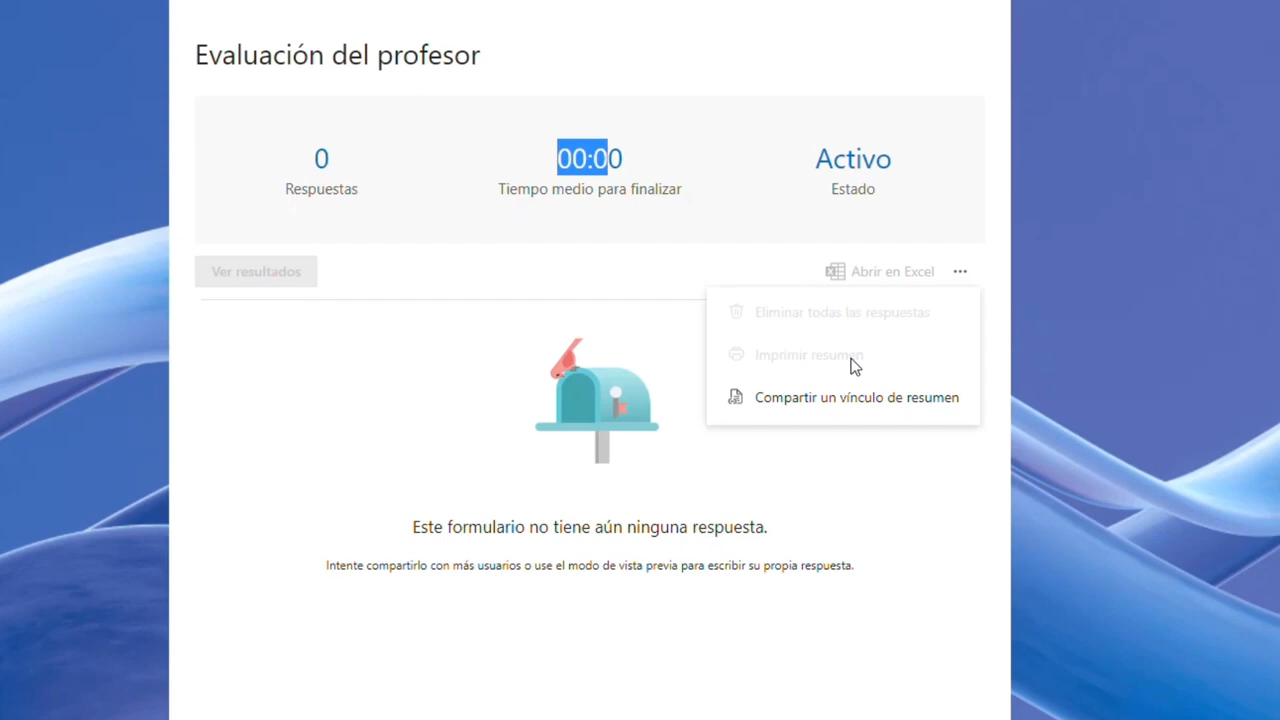 Evaluación del profesor
0
Respuestas
00:00
Tiempo medio para finalizar
Activo
Estado
Ver resultados
Abrir en Excel
Eliminar todas las respuestas
Imprimir resumen
Compartir un vínculo de resumen
Este formulario no tiene aún ninguna respuesta.
Intente compartirlo con más usuarios o use el modo de vista previa para escribir su propia respuesta.